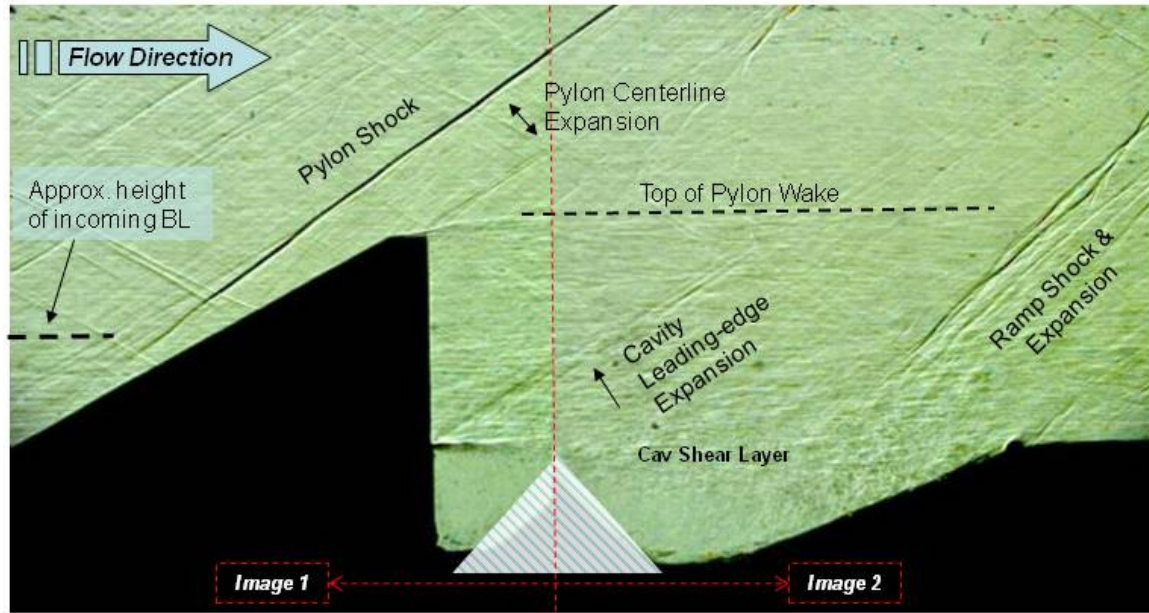 Flow Direction
Pylon Shock
Pylon Centerline
Expansion
Approx. height
of incoming BL
Top of Pylon Wake
Ramp Shock &
Expansion
Cavity
Leading-edge
Expansion
Cav Shear Layer
Image 1
Image 2